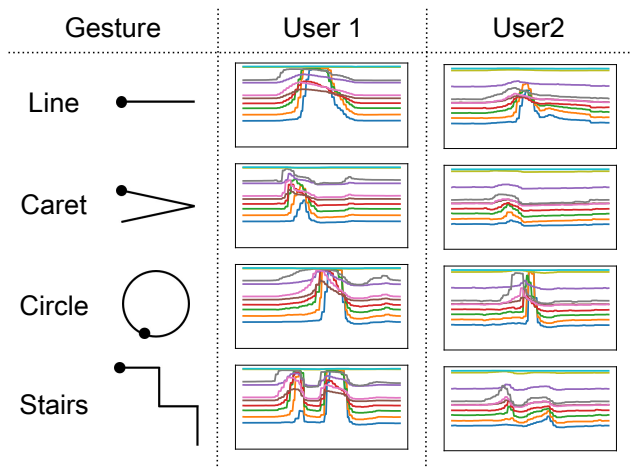 Gesture User 1 User2
Line
Caret
Circle
Stairs